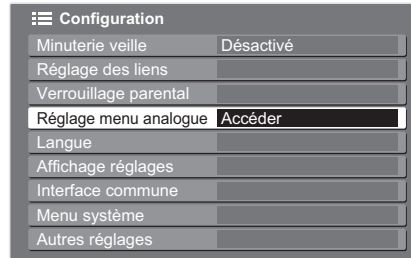 Configuration
Minuterie veille Désactivé
Réglage des liens
Verrouillage parental
Réglage menu analogue Accéder
Langue
Affichage réglages
Interface commune
Menu système
Autres réglages